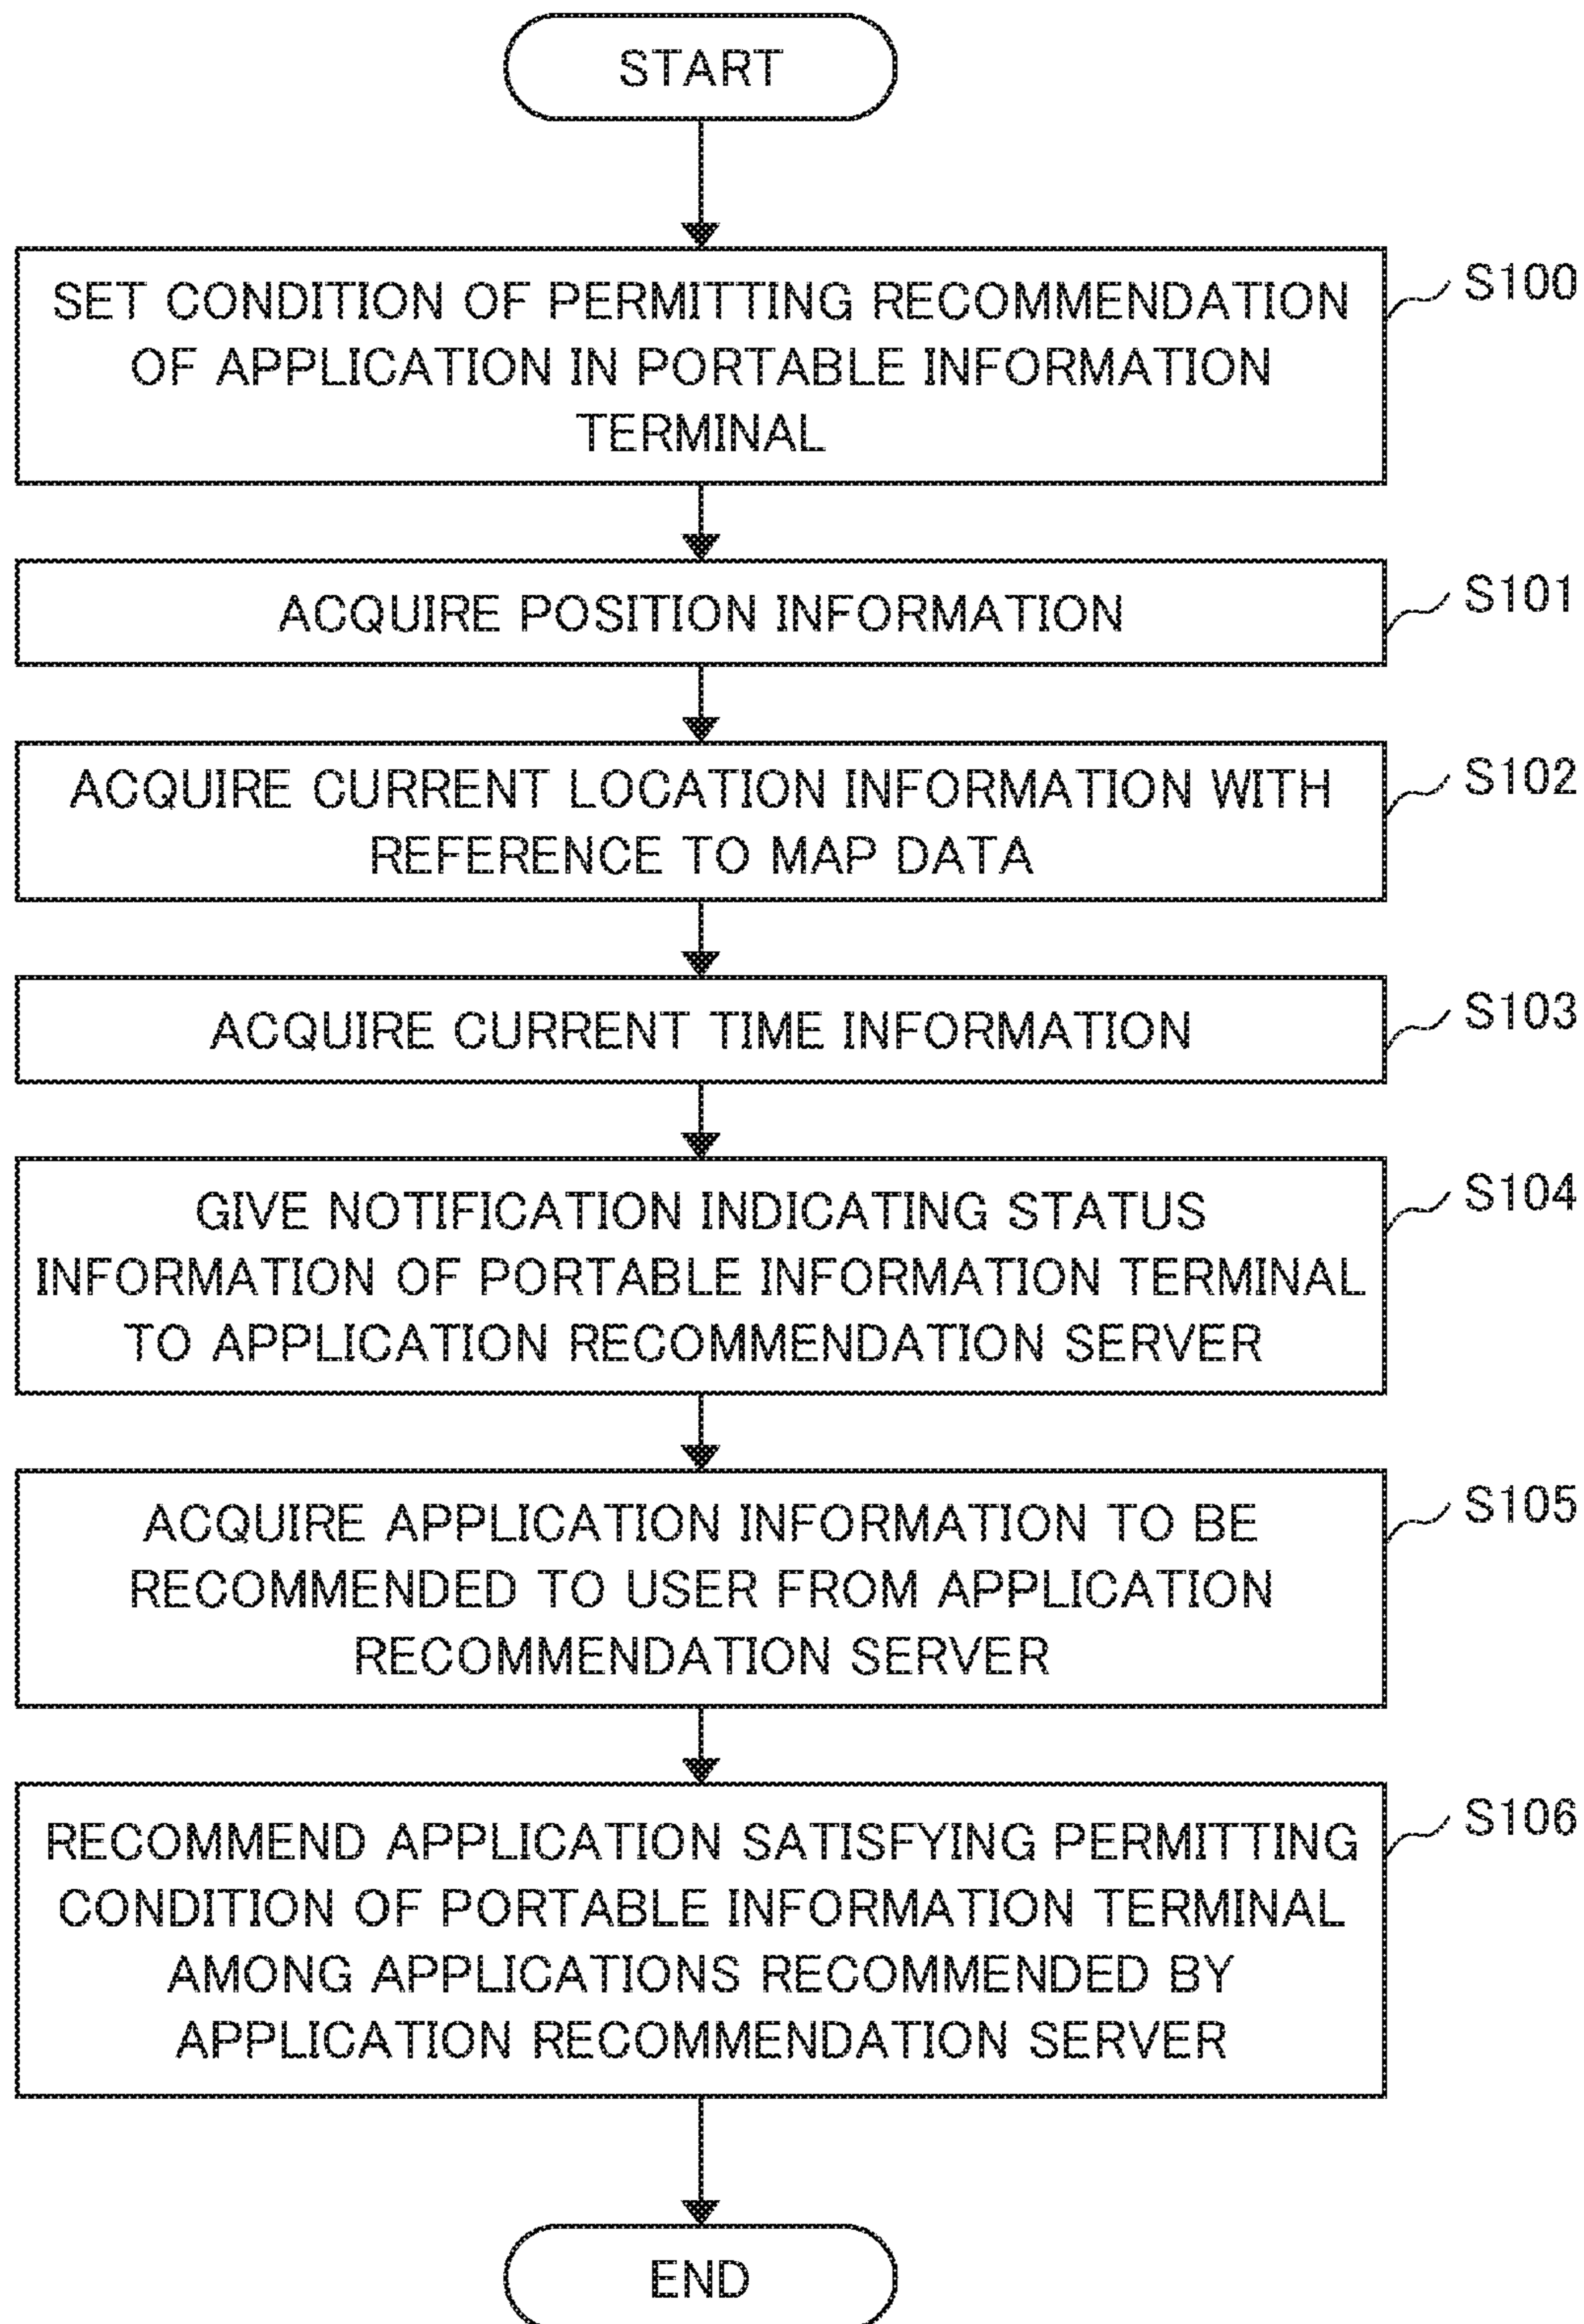 START
SET CONDITION OF PERMITTING RECOMMENDATION
OF APPLICATION IN PORTABLE INFORMATION
TERMINAL
S100
ACQUIRE POSITION INFORMATION
S101
ACQUIRE CURRENT LOCATION INFORMATION WITH
REFERENCE TO MAP DATA
S102
ACQUIRE CURRENT TIME INFORMATION
S103
GIVE NOTIFICATION INDICATING STATUS
INFORMATION OF PORTABLE INFORMATION TERMINAL
TO APPLICATION RECOMMENDATION SERVER
S104
ACQUIRE APPLICATION INFORMATION TO BE
RECOMMENDED TO USER FROM APPLICATION
RECOMMENDATION SERVER
S105
RECOMMEND APPLICATION SATISFYING PERMITTING
CONDITION OF PORTABLE INFORMATION TERMINAL
AMONG APPLICATIONS RECOMMENDED BY
APPLICATION RECOMMENDATION SERVER
S106
END